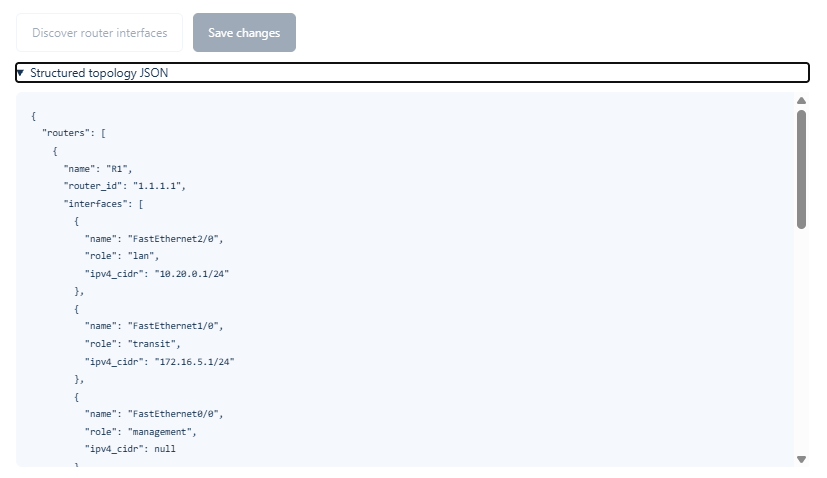 Discover router interfaces
Save changes
Structured topology JSON
{
"routers": [
{
"name": "R1",
"router_id": "1.1.1.1",
"interfaces": [
{
"name": "FastEthernet2/0",
"role": "lan",
"ipv4_cidr": "10.20.0.1/24"
},
{
"name": "FastEthernet1/0",
"role": "transit",
"ipv4_cidr": "172.16.5.1/24"
},
{
"name": "FastEthernet0/0",
"role": "management",
"ipv4_cidr": null
}